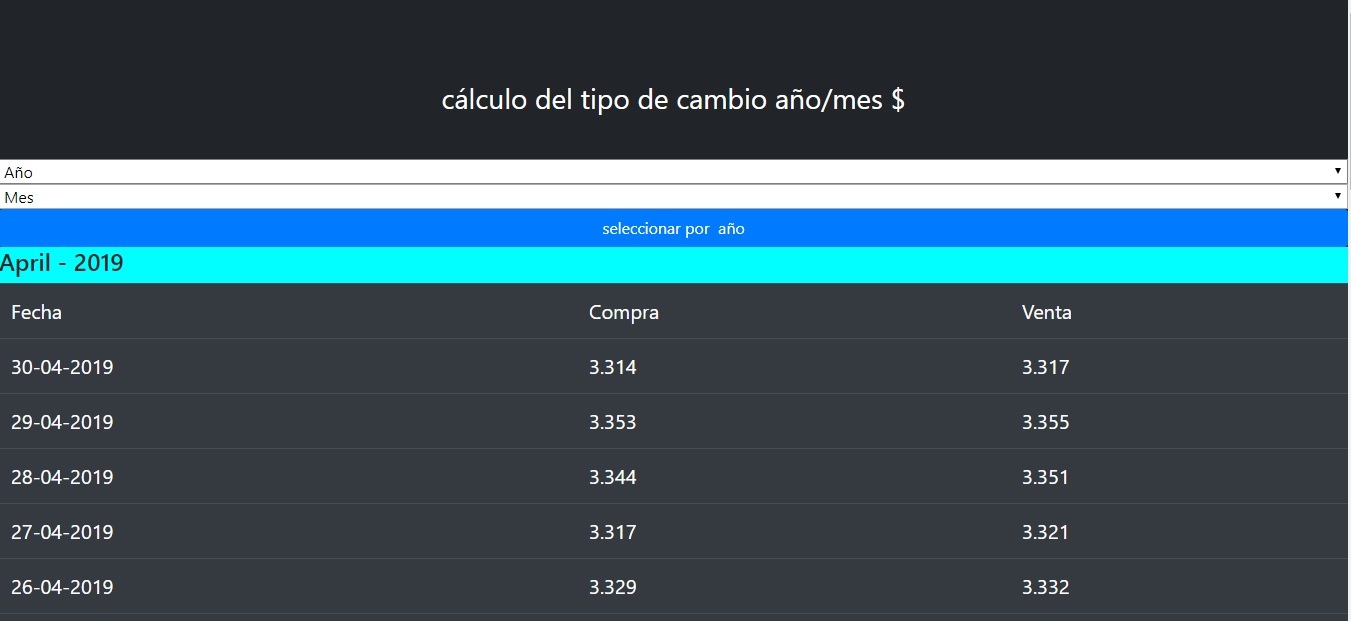 cálculo del tipo de cambio año/mes $
Año
Mes
seleccionar por año
April - 2019
Fecha Compra Venta
30-04-2019 3.314 3.317
29-04-2019 3.353 3.355
28-04-2019 3.344 3.351
27-04-2019 3.317 3.321
26-04-2019 3.329 3.332